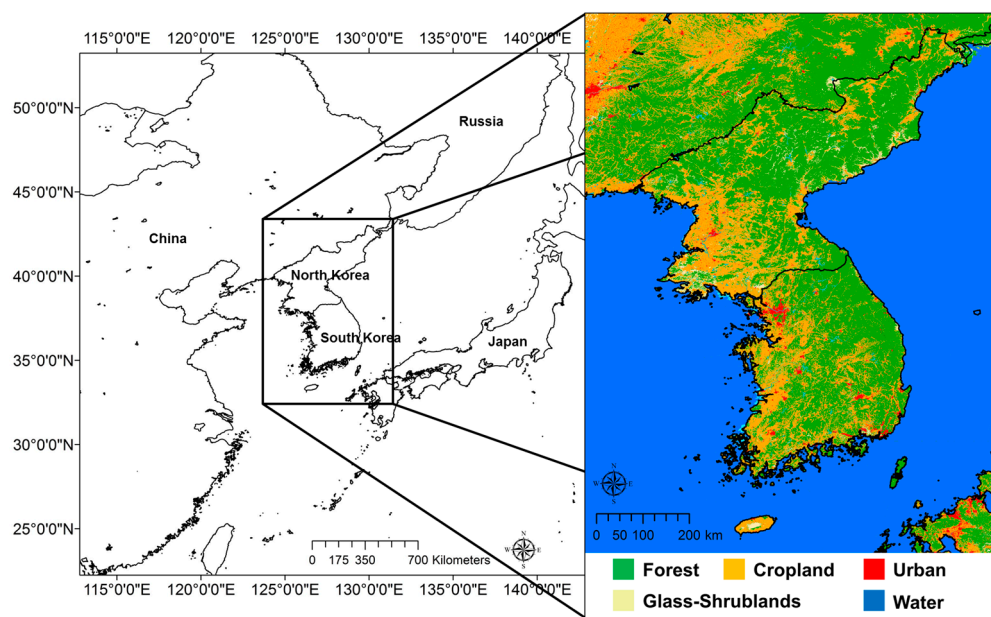 115°0'0"E 120°0'0"E 125°0'0"E 130°0'0"E 135°0'0"E 140°0'0"E
50°0'0"N
45°0'0"N
40°0'0"N
35°0'0"N
30°0'0"N
25°0'0"N
Russia
China
North Korea
South Korea
Japan
N
W E
S
0 175 350 700 Kilometers
115°0'0"E 120°0'0"E 125°0'0"E 130°0'0"E 135°0'0"E 140°0'0"E
N
W E
S
0 50 100 200 km
Forest Cropland Urban
Glass-Shrublands Water